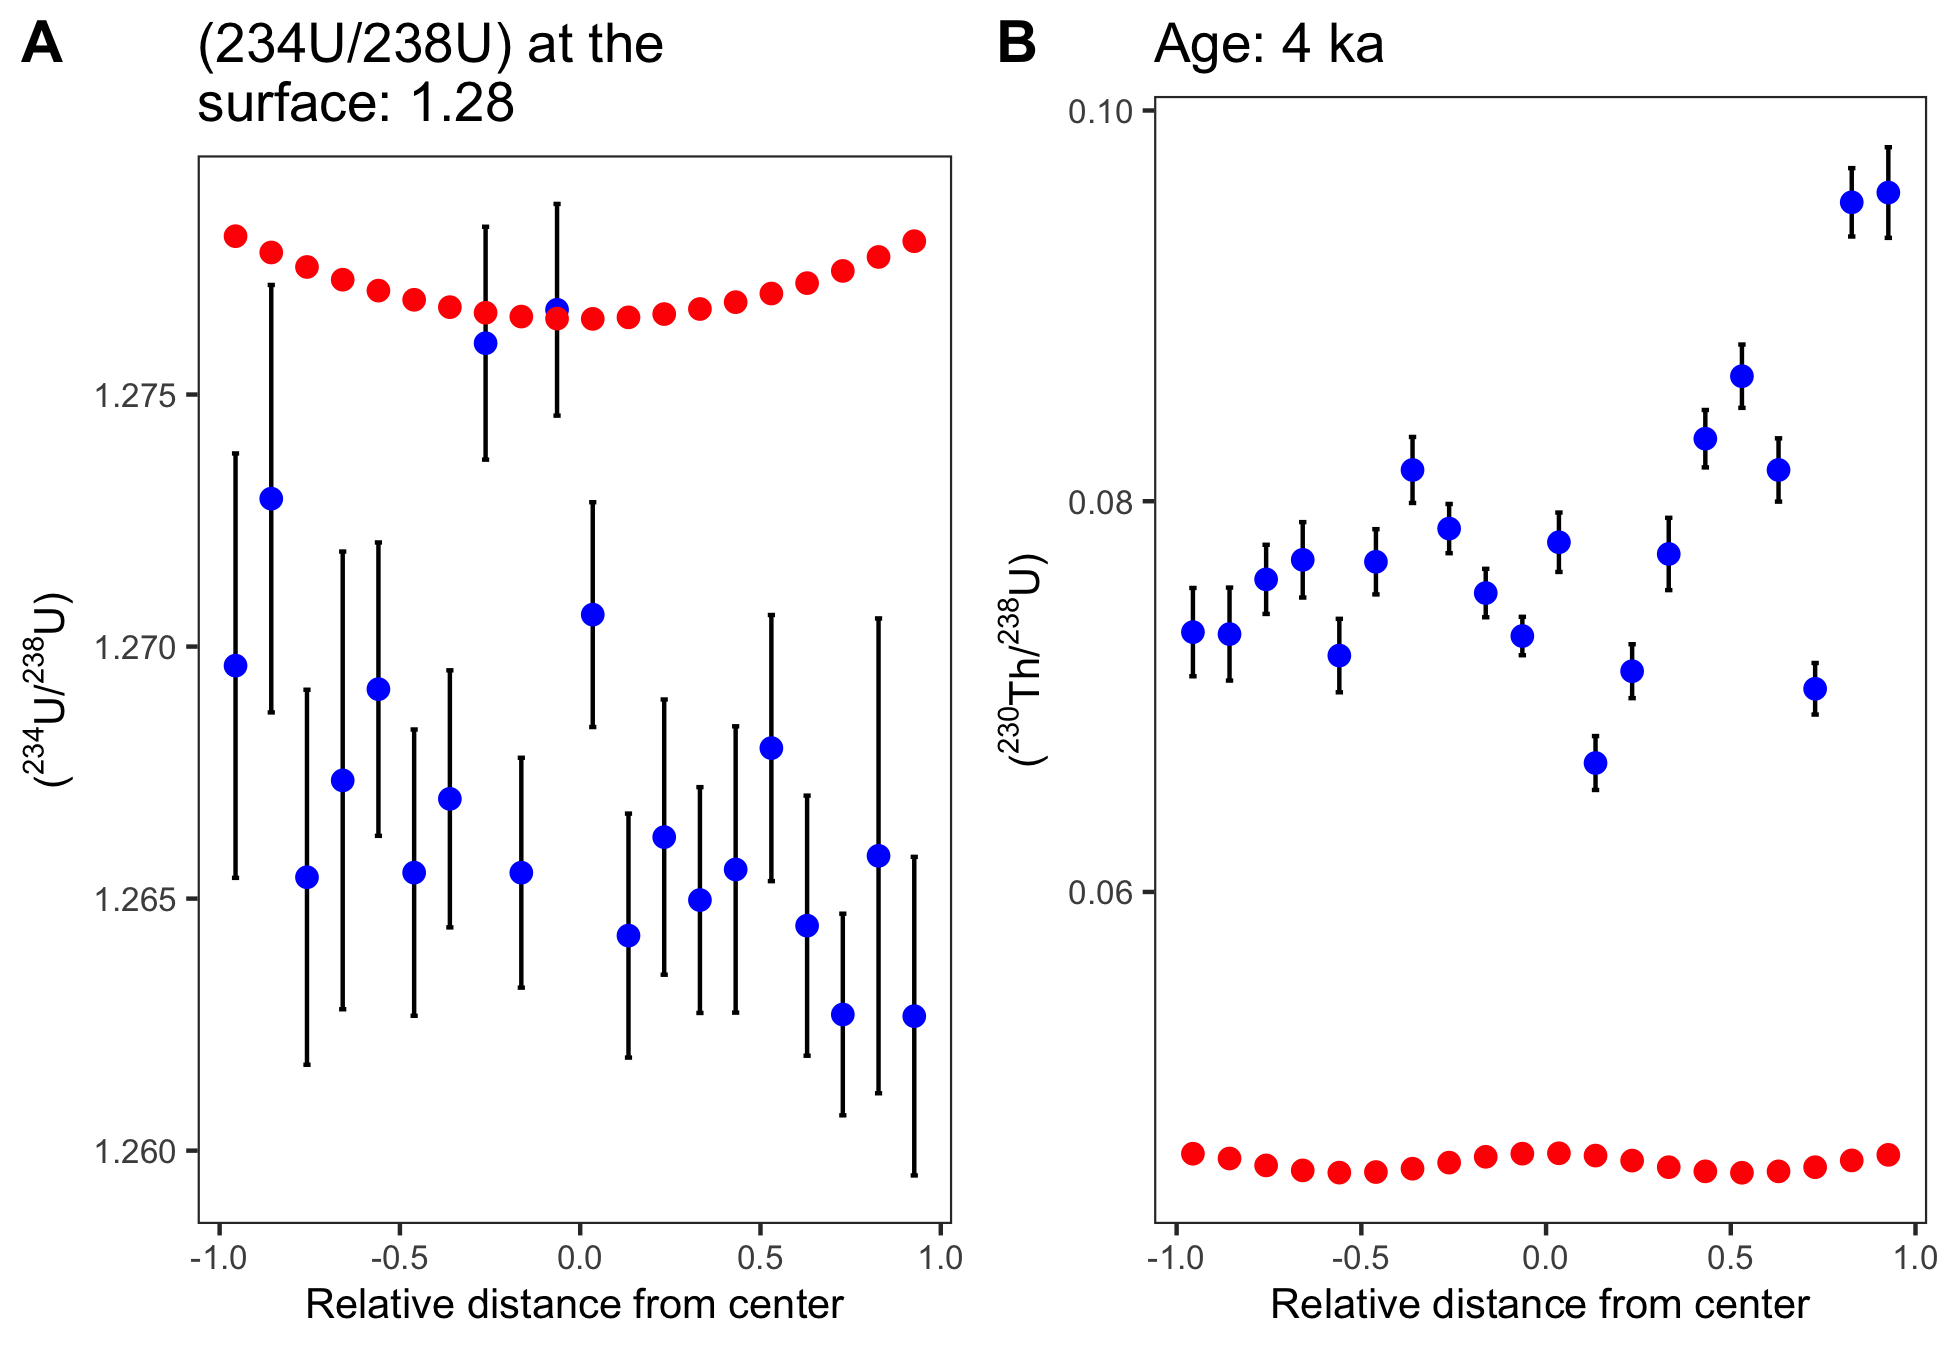 A
(234U/238U) at the
surface: 1.28
1.275
1.270
1.265
1.260
(²³⁴U/²³⁸U)
-1.0 -0.5 0.0 0.5 1.0
Relative distance from center
B
Age: 4 ka
0.10
0.08
0.06
(²³⁰Th/²³⁸U)
-1.0 -0.5 0.0 0.5 1.0
Relative distance from center